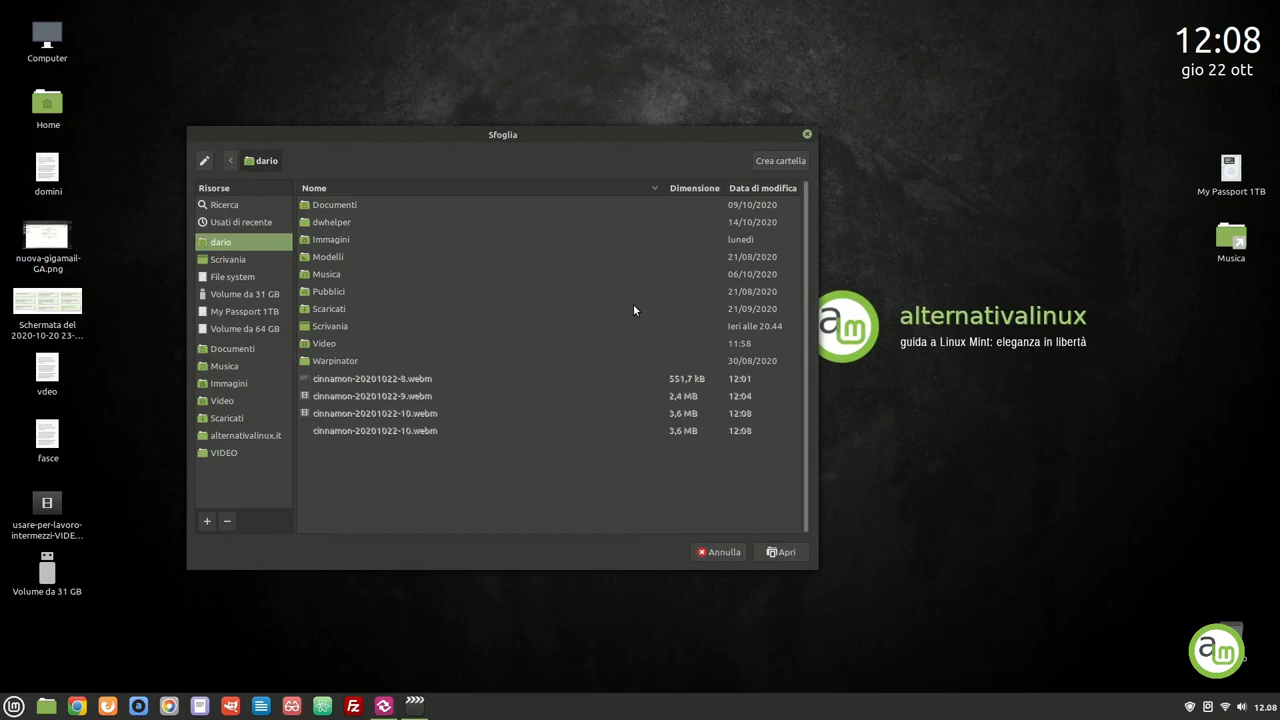 Computer
Home
domini
nuova-gigamail-
GA.png
Schermata del
2020-10-20 23-...
vdeo
fasce
usare-per-lavoro-
intermezzi-VIDE...
Volume da 31 GB
Sfoglia
dario
Crea cartella
Risorse
Ricerca
Usati di recente
dario
Scrivania
File system
Volume da 31 GB
My Passport 1TB
Volume da 64 GB
Documenti
Musica
Immagini
Video
Scaricati
alternativalinux.it
VIDEO
Nome Dimensione Data di modifica
Documenti 09/10/2020
dwhelper 14/10/2020
Immagini lunedì
Modelli 21/08/2020
Musica 06/10/2020
Pubblici 21/08/2020
Scaricati 21/09/2020
Scrivania Ieri alle 20.44
Video 11:58
Warpinator 30/08/2020
cinnamon-20201022-8.webm 551,7 kB 12:01
cinnamon-20201022-9.webm 2,4 MB 12:04
cinnamon-20201022-10.webm 3,6 MB 12:08
cinnamon-20201022-10.webm 3,6 MB 12:08
Annulla
Apri
12:08
gio 22 ott
My Passport 1TB
Musica
am
alternativalinux
guida a Linux Mint: eleganza in libertà
am
12.08